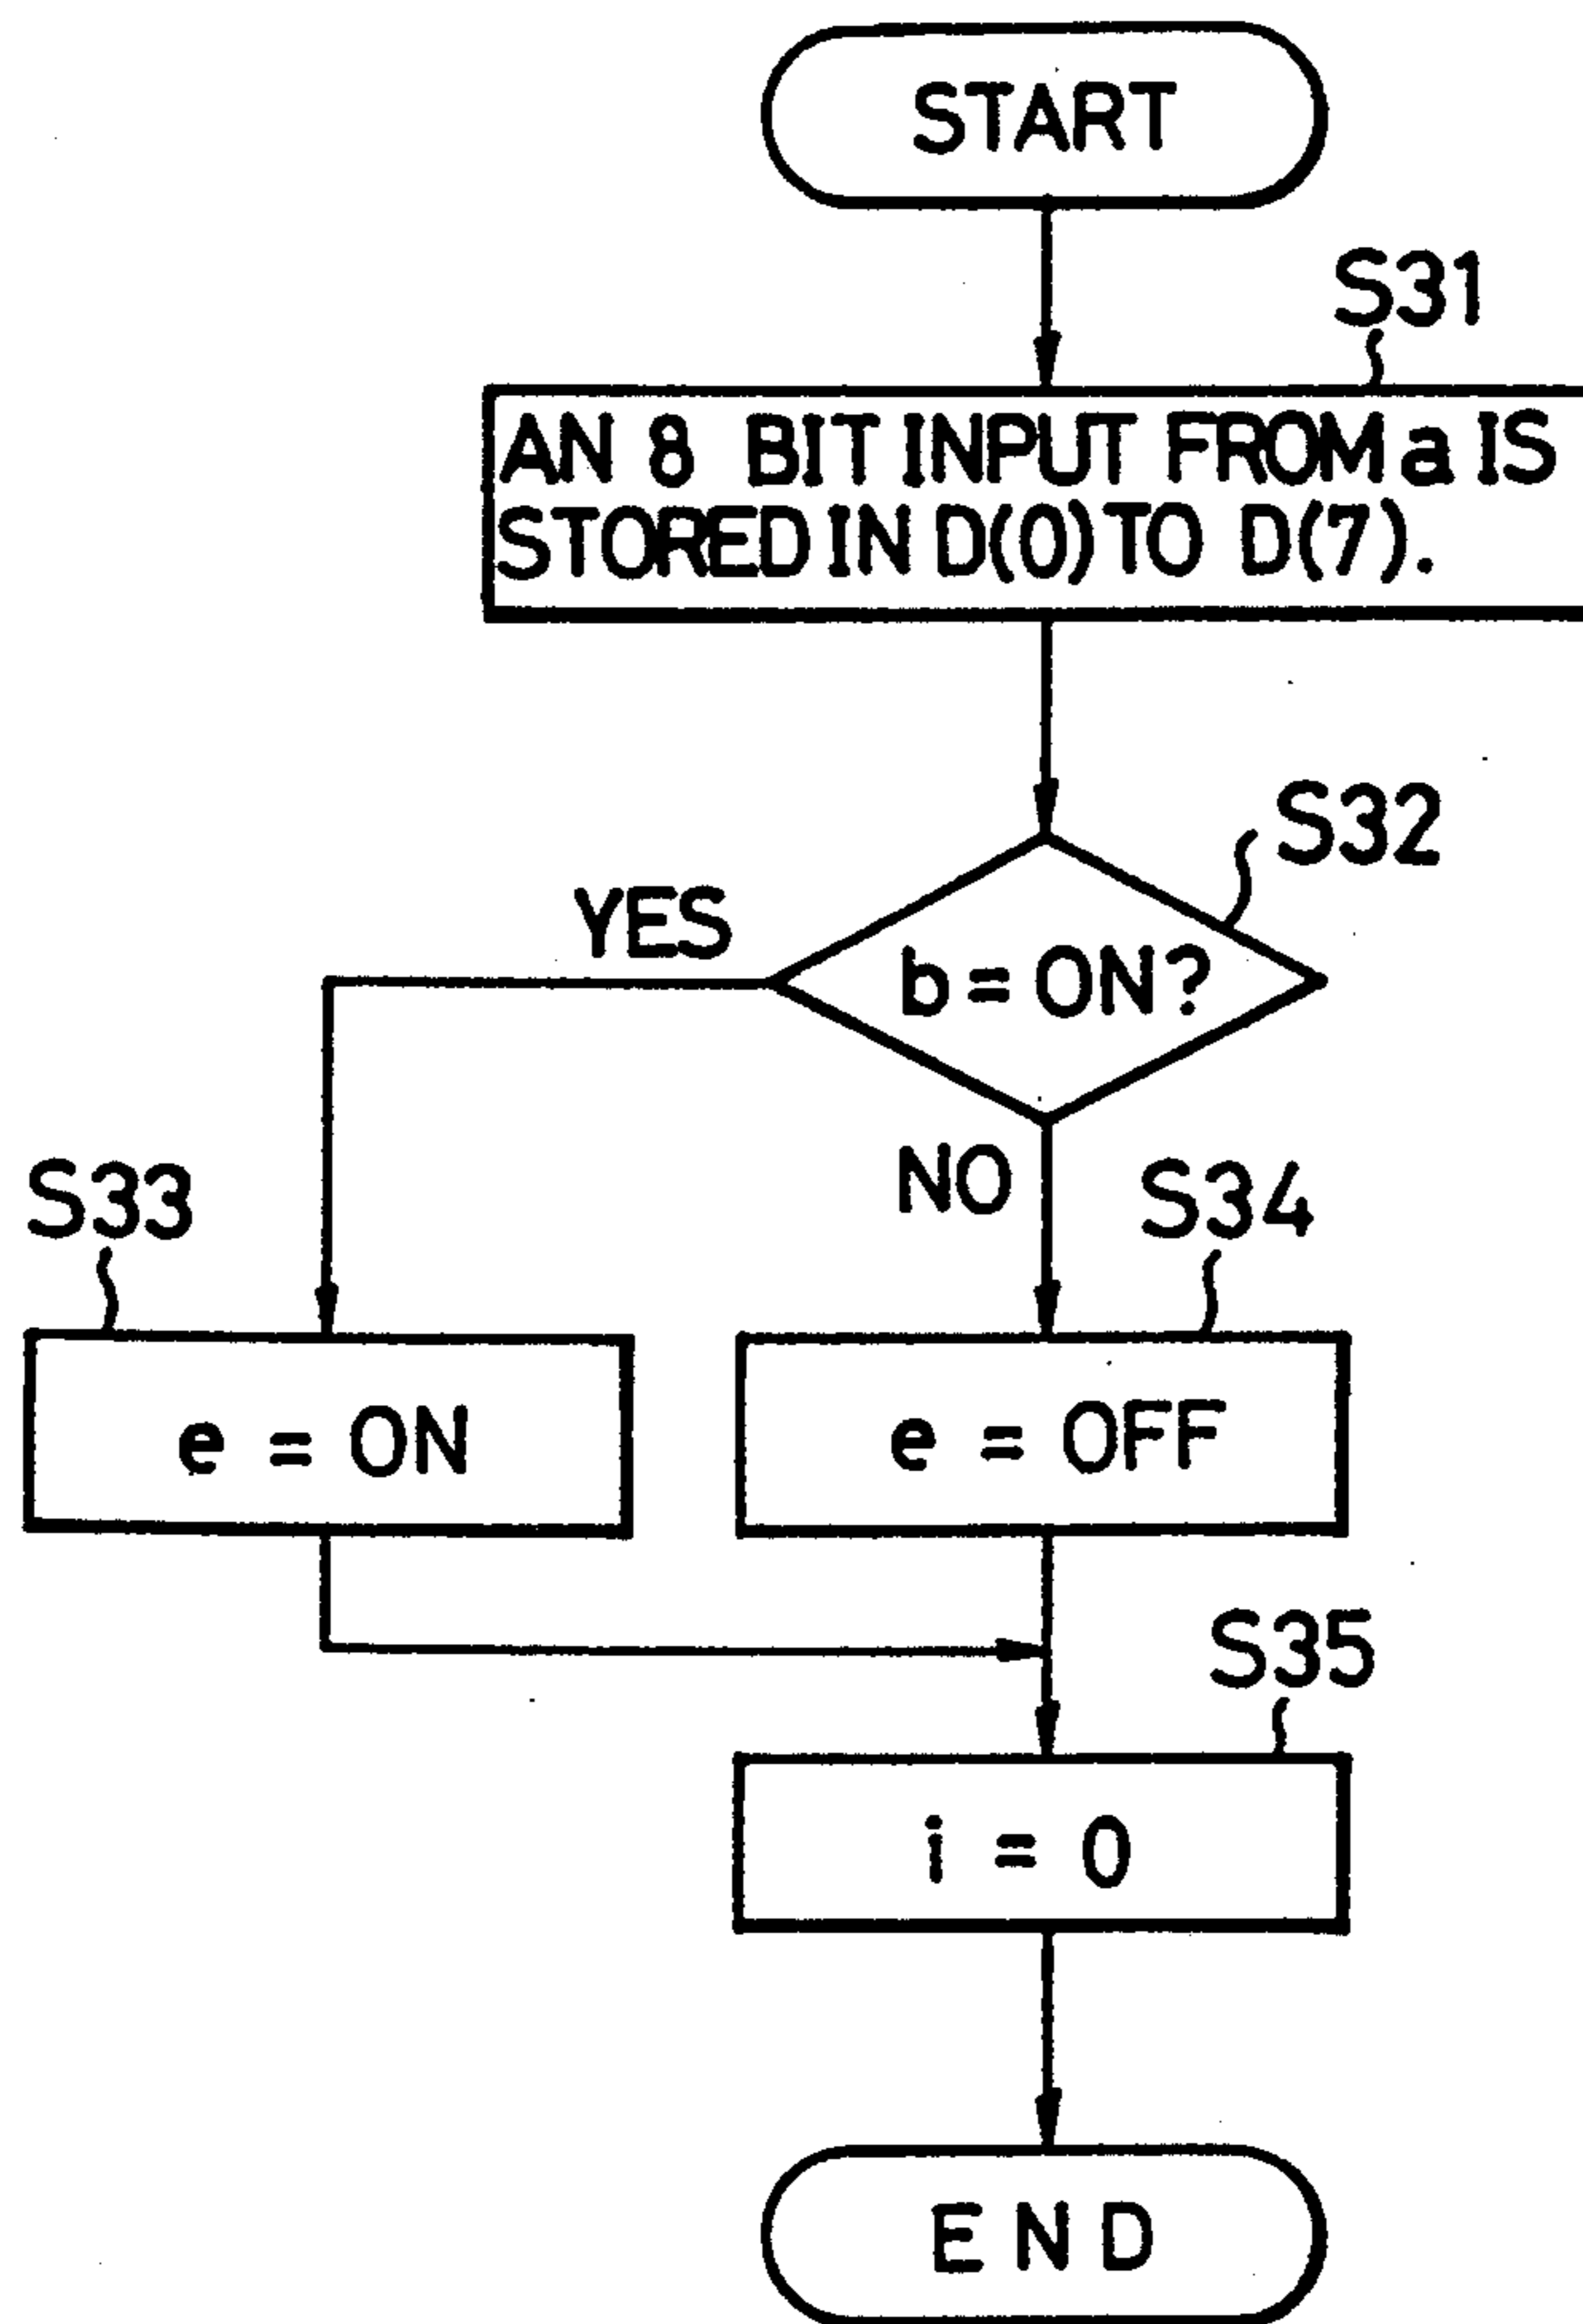 START
S31
AN 8 BIT INPUT FROM a IS
STORED IN D(0) TO D(7).
S32
YES
b = ON?
NO
S33
S34
e = ON
e = OFF
S35
i = 0
END